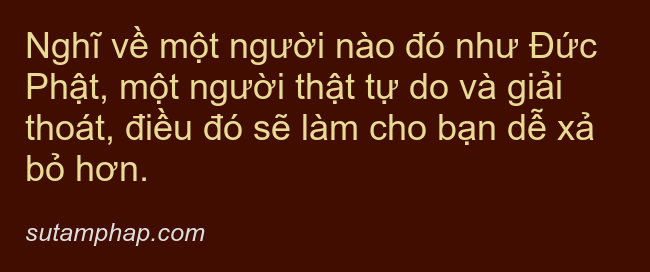 Nghĩ về một người nào đó như Đức
Phật, một người thật tự do và giải
thoát, điều đó sẽ làm cho bạn dễ xả
bỏ hơn.
sutamphap.com